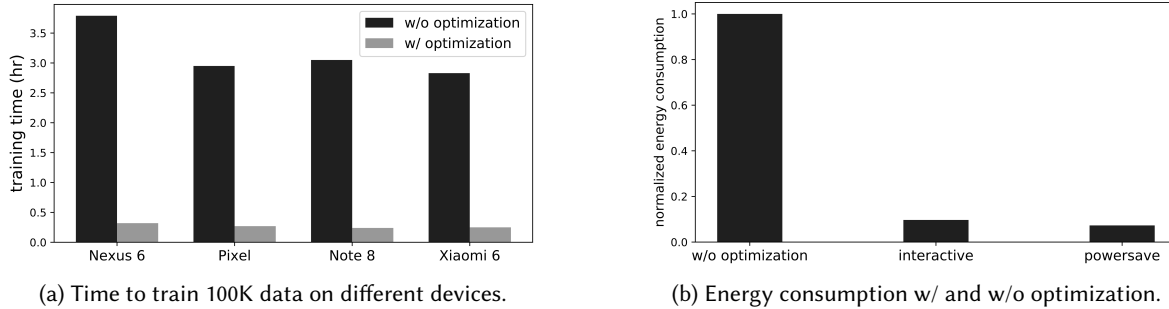 training time (hr)
3.5
3.0
2.5
2.0
1.5
1.0
0.5
0.0
w/o optimization
w/ optimization
Nexus 6 Pixel Note 8 Xiaomi 6
(a) Time to train 100K data on different devices.
normalized energy consumption
1.0
0.8
0.6
0.4
0.2
0.0
w/o optimization interactive powersave
(b) Energy consumption w/ and w/o optimization.